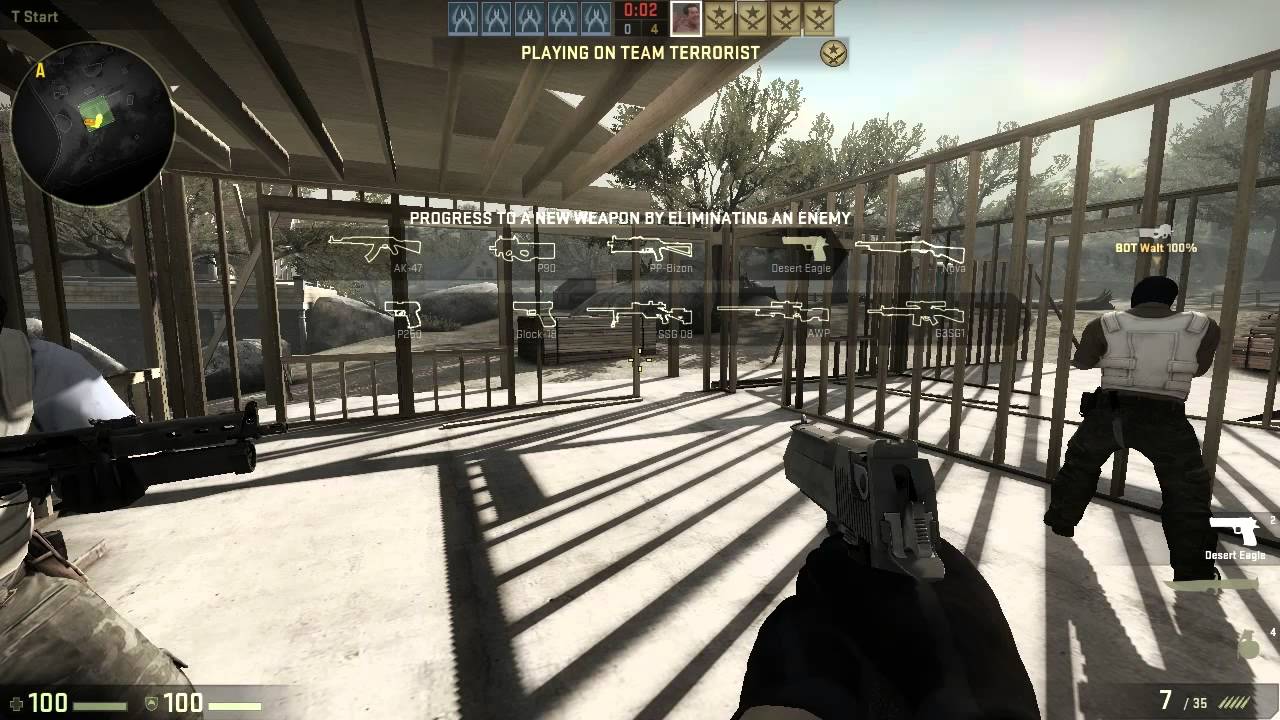 T Start
0:02
0 4
A
PLAYING ON TEAM TERRORIST
PROGRESS TO A NEW WEAPON BY ELIMINATING AN ENEMY
AK-47 P90 PP-Bizon Desert Eagle Nova
P250 Glock-18 SSG 08 AWP G3SG1
BOT Walt 100%
2
Desert Eagle
4
100 100
7 / 35